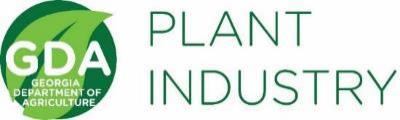 GDA
GEORGIA
DEPARTMENT OF
AGRICULTURE
PLANT
INDUSTRY